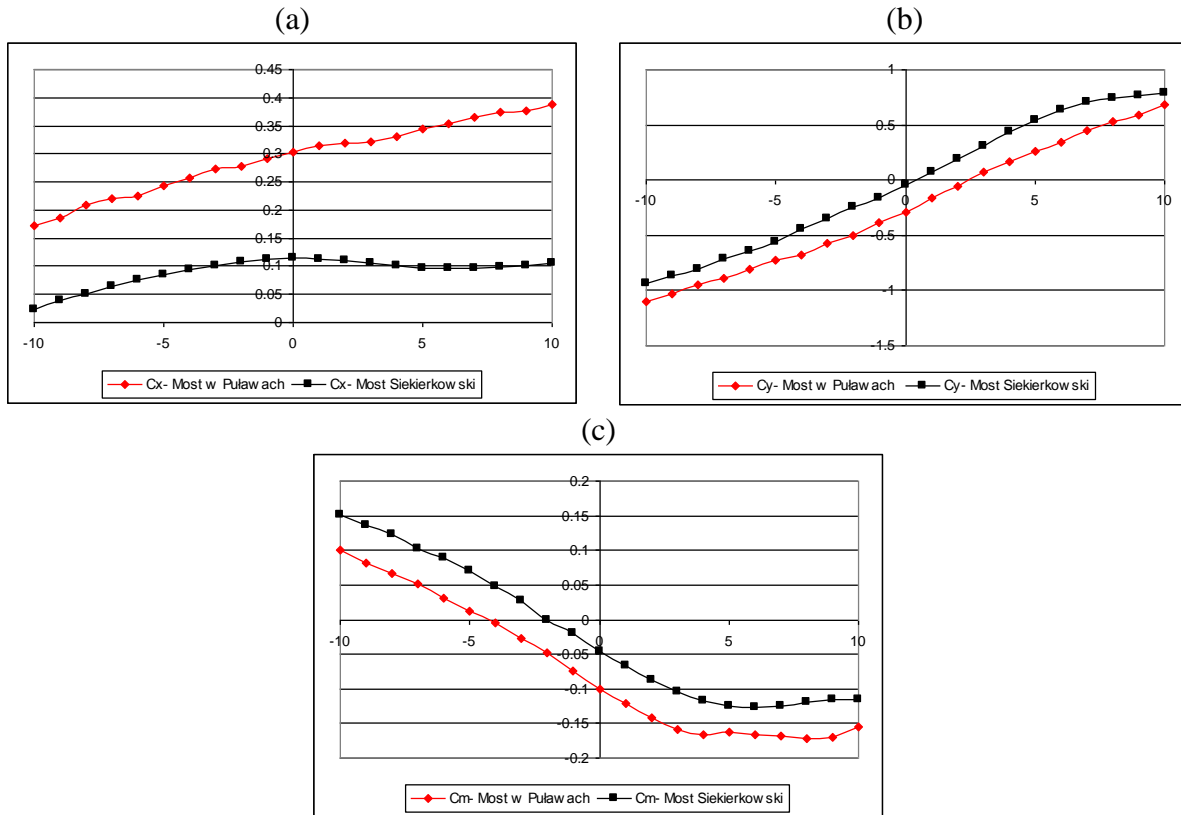 (a)
(b)
0.45
0.4
0.35
0.3
0.25
0.2
0.15
0.1
0.05
0
-10 -5 0 5 10
Cx- Most w Puławach Cx- Most Siekierkowski
1
0.5
0
-10 -5 0 5 10
-0.5
-1
-1.5
Cy- Most w Puławach Cy- Most Siekierkowski
(c)
0.2
0.15
0.1
0.05
0
-10 -5 0 5 10
-0.05
-0.1
-0.15
-0.2
Cm- Most w Puławach Cm- Most Siekierkowski